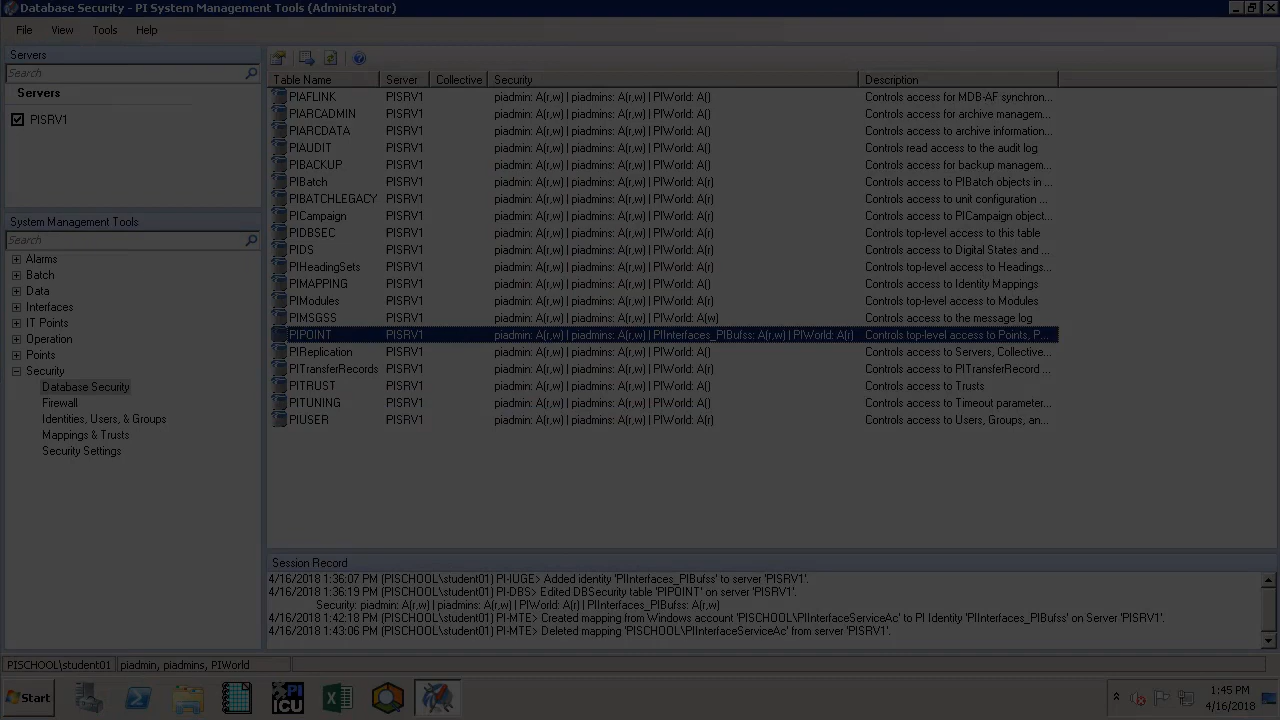 Database Security - PI System Management Tools (Administrator)
File View Tools Help
Servers
Search
Servers
PISRV1
System Management Tools
Search
Alarms
Batch
Data
Interfaces
IT Points
Operation
Points
Security
Database Security
Firewall
Identities, Users, & Groups
Mappings & Trusts
Security Settings
Table Name Server Collective Security Description
PIAFLINK PISRV1 piadmin: A(r,w) | piadmins: A(r,w) | PIWorld: A() Controls access for MDB-AF synchron...
PIARCADMIN PISRV1 piadmin: A(r,w) | piadmins: A(r,w) | PIWorld: A() Controls access for archive managem...
PIARCDATA PISRV1 piadmin: A(r,w) | piadmins: A(r,w) | PIWorld: A() Controls access to archive information...
PIAUDIT PISRV1 piadmin: A(r,w) | piadmins: A(r,w) | PIWorld: A() Controls read access to the audit log
PIBACKUP PISRV1 piadmin: A(r,w) | piadmins: A(r,w) | PIWorld: A() Controls access for backup managem...
PIBatch PISRV1 piadmin: A(r,w) | piadmins: A(r,w) | PIWorld: A(r) Controls access to PIBatch objects in ...
PIBATCHLEGACY PISRV1 piadmin: A(r,w) | piadmins: A(r,w) | PIWorld: A(r) Controls access to unit configuration ...
PICampaign PISRV1 piadmin: A(r,w) | piadmins: A(r,w) | PIWorld: A(r) Controls access to PICampaign object...
PIDBSEC PISRV1 piadmin: A(r,w) | piadmins: A(r,w) | PIWorld: A(r) Controls top-level access to this table
PIDS PISRV1 piadmin: A(r,w) | piadmins: A(r,w) | PIWorld: A(r) Controls access to Digital States and ...
PIHeadingSets PISRV1 piadmin: A(r,w) | piadmins: A(r,w) | PIWorld: A(r) Controls top-level access to Headings...
PIMAPPING PISRV1 piadmin: A(r,w) | piadmins: A(r,w) | PIWorld: A() Controls access to Identity Mappings
PIModules PISRV1 piadmin: A(r,w) | piadmins: A(r,w) | PIWorld: A(r) Controls top-level access to Modules
PIMSGSS PISRV1 piadmin: A(r,w) | piadmins: A(r,w) | PIWorld: A(w) Controls access to the message log
PIPOINT PISRV1 piadmin: A(r,w) | piadmins: A(r,w) | PIInterfaces_PIBufss: A(r,w) | PIWorld: A(r) Controls top-level access to Points, P...
PIReplication PISRV1 piadmin: A(r,w) | piadmins: A(r,w) | PIWorld: A() Controls access to Server, Collective...
PITransferRecords PISRV1 piadmin: A(r,w) | piadmins: A(r,w) | PIWorld: A(r) Controls access to PITransferRecord ...
PITRUST PISRV1 piadmin: A(r,w) | piadmins: A(r,w) | PIWorld: A() Controls access to Trusts
PITUNING PISRV1 piadmin: A(r,w) | piadmins: A(r,w) | PIWorld: A() Controls access to Timeout parameter...
PIUSER PISRV1 piadmin: A(r,w) | piadmins: A(r,w) | PIWorld: A(r) Controls access to Users, Groups, an...
Session Record
4/16/2018 1:36:07 PM (PISCHOOL\student01) PI-IUGE> Added identity 'PIInterfaces_PIBufss' to server 'PISRV1'.
4/16/2018 1:36:19 PM (PISCHOOL\student01) PI-DBS> Edited DBSecurity table 'PIPOINT' on server 'PISRV1'.
Security: piadmin: A(r,w) | piadmins: A(r,w) | PIWorld: A(r) | PIInterfaces_PIBufss: A(r,w)
4/16/2018 1:42:18 PM (PISCHOOL\student01) PI-MTE> Created mapping from Windows account 'PISCHOOL\PIInterfaceServiceAc' to PI Identity 'PIInterfaces_PIBufss' on Server 'PISRV1'.
4/16/2018 1:43:06 PM (PISCHOOL\student01) PI-MTE> Deleted mapping 'PISCHOOL\PIInterfaceServiceAc' from server 'PISRV1'.
PISCHOOL\student01 piadmin, piadmins, PIWorld
Start
PI
ICU
1:45 PM
4/16/2018